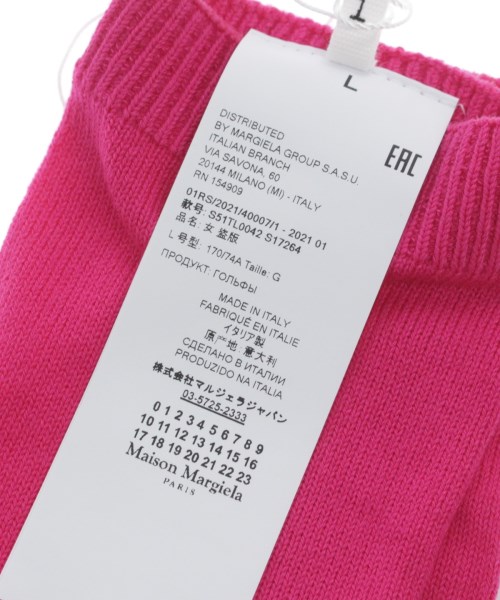 1
L
DISTRIBUTED
BY MARGIELA GROUP S.A.S.U.
ITALIAN BRANCH
VIA SAVONA, 60
20144 MILANO (MI) - ITALY
RN 154909
EAC
01RS/2021/40007/1 - 2021 01
款号: S51TL0042 S17264
品名: 女 盗版
L 号型: 170/74A Taille: G
ПРОДУКТ: ГОЛЬФЫ
MADE IN ITALY
FABRIQUÉ EN ITALIE
イタリア製
原产地 意大利
СДЕЛАНО В ИТАЛИИ
PRODUZIDO NA ITALIA
株式会社マルジェラジャパン
03-5725-2333
0 1 2 3 4 5 6 7 8 9
10 11 12 13 14 15 16
17 18 19 20 21 22 23
Maison Margiela
PARIS